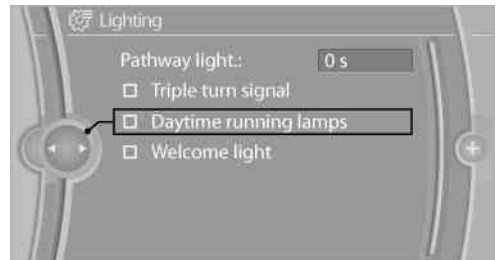 Lighting
Pathway light.: 0 s
Triple turn signal
Daytime running lamps
Welcome light